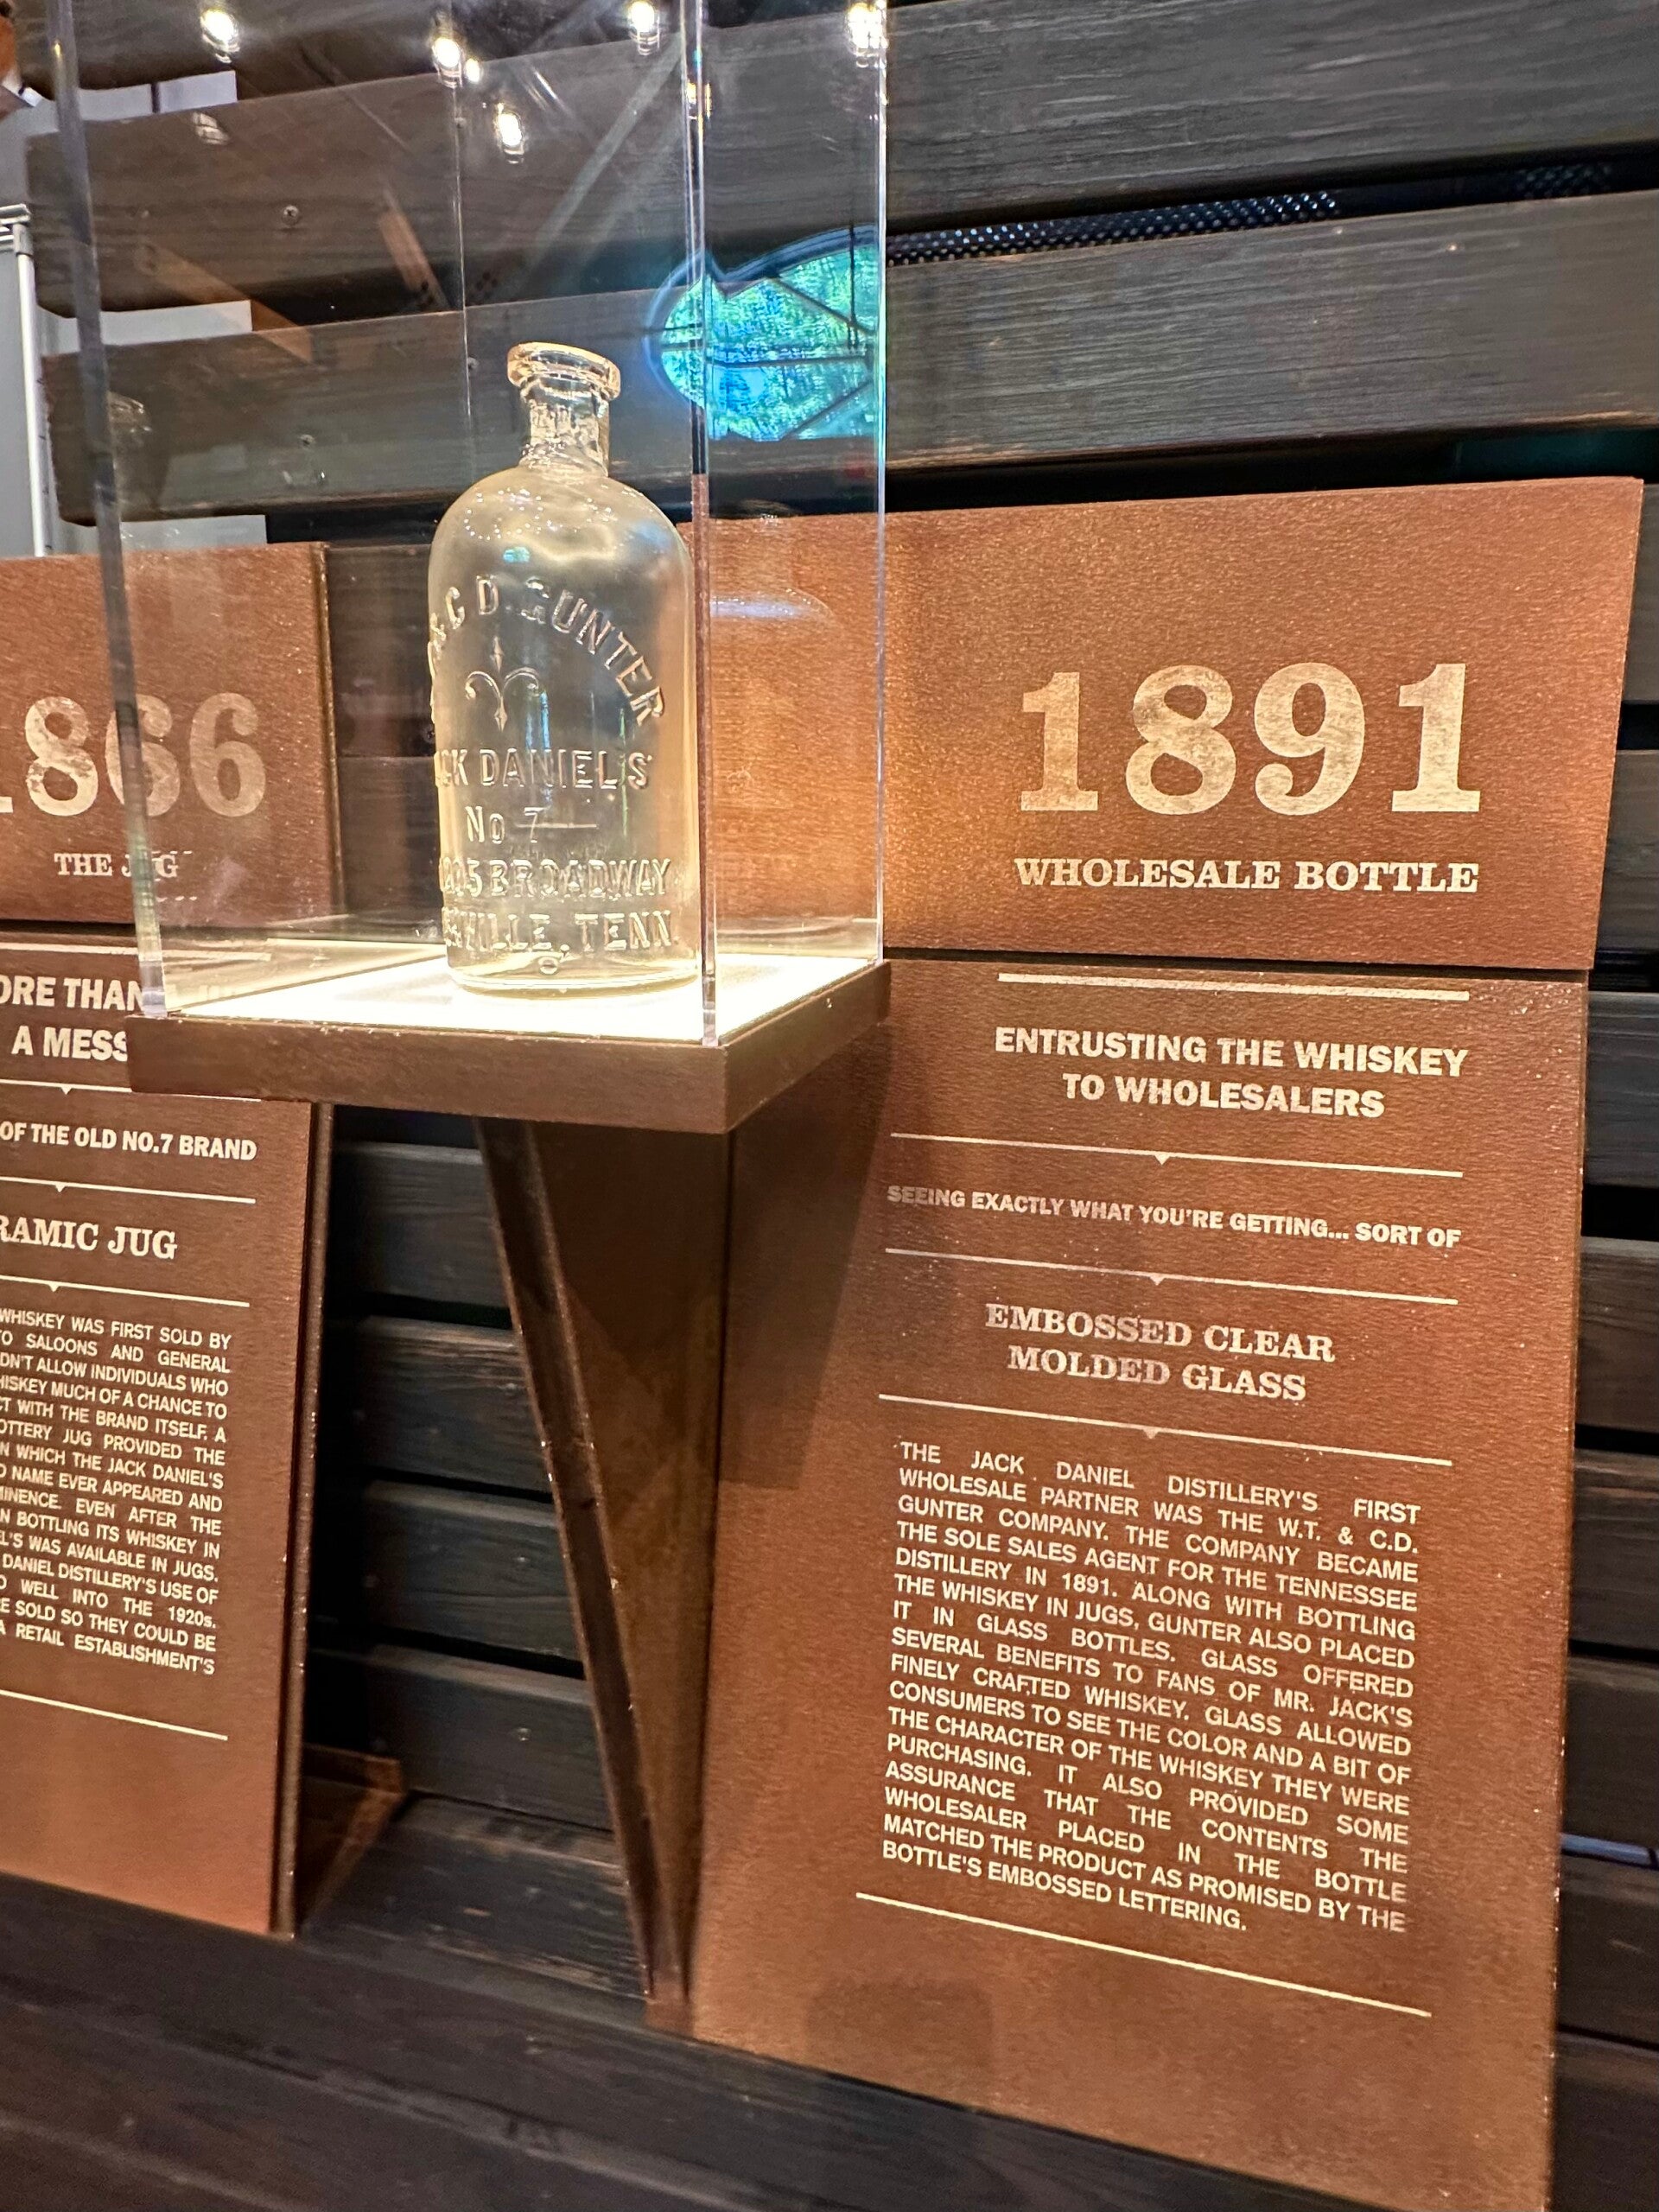 866
THE JUG
ORE THAN
A MESS
OF THE OLD NO.7 BRAND
RAMIC JUG
WHISKEY WAS FIRST SOLD BY
TO SALOONS AND GENERAL
DN'T ALLOW INDIVIDUALS WHO
HISKEY MUCH OF A CHANCE TO
CT WITH THE BRAND ITSELF. A
OTTERY JUG PROVIDED THE
N WHICH THE JACK DANIEL'S
D NAME EVER APPEARED AND
MINENCE. EVEN AFTER THE
N BOTTLING ITS WHISKEY IN
EL'S WAS AVAILABLE IN JUGS.
DANIEL DISTILLERY'S USE OF
D WELL INTO THE 1920s.
E SOLD SO THEY COULD BE
A RETAIL ESTABLISHMENT'S
C D GUNTER
CK DANIEL'S
No 7
05 BROADWAY
VILLE, TENN.
1891
WHOLESALE BOTTLE
ENTRUSTING THE WHISKEY
TO WHOLESALERS
SEEING EXACTLY WHAT YOU'RE GETTING... SORT OF
EMBOSSED CLEAR
MOLDED GLASS
THE JACK DANIEL DISTILLERY'S FIRST
WHOLESALE PARTNER WAS THE W.T. & C.D.
GUNTER COMPANY. THE COMPANY BECAME
THE SOLE SALES AGENT FOR THE TENNESSEE
DISTILLERY IN 1891. ALONG WITH BOTTLING
THE WHISKEY IN JUGS, GUNTER ALSO PLACED
IT IN GLASS BOTTLES. GLASS OFFERED
SEVERAL BENEFITS TO FANS OF MR. JACK'S
FINELY CRAFTED WHISKEY. GLASS ALLOWED
CONSUMERS TO SEE THE COLOR AND A BIT OF
THE CHARACTER OF THE WHISKEY THEY WERE
PURCHASING. IT ALSO PROVIDED SOME
ASSURANCE THAT THE CONTENTS THE
WHOLESALER PLACED IN THE BOTTLE
MATCHED THE PRODUCT AS PROMISED BY THE
BOTTLE'S EMBOSSED LETTERING.